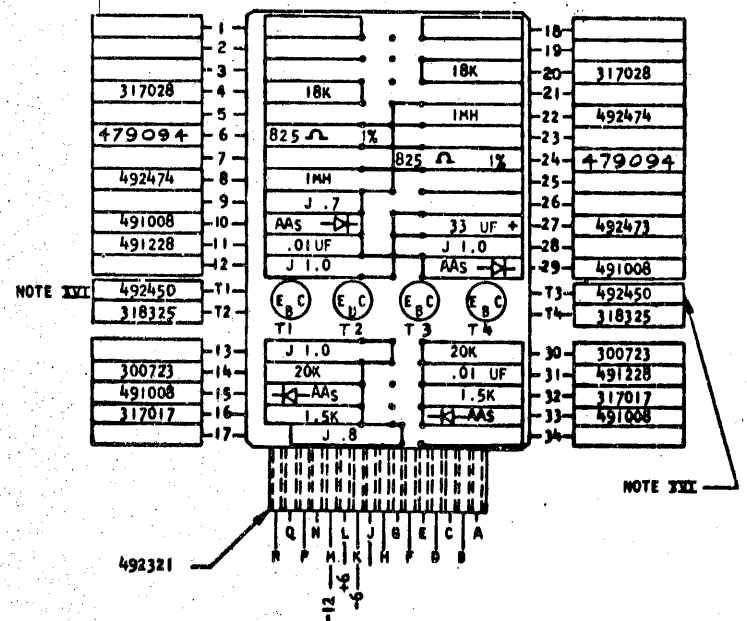 1 18
2 19
3 18K 20 317028
317028 4 18K 21
5 1MH 22 492474
479094 6 825 Ω 1% 23
7 825 Ω 1% 24 479094
492474 8 1MH 25
9 J .7 26
491008 10 AAS 33 UF + 27 492473
491228 11 .01UF J 1.0 28
12 J 1.0 AAS 29 491008
NOTE XVI 492450 T1 E B C E B C E B C E B C T3 492450
318325 T2 T1 T2 T3 T4 T4 318325
13 J 1.0 20K 30 300723
300723 14 20K .01 UF 31 491228
491008 15 AAS 1.5K 32 317017
317017 16 1.5K AAS 33 491008
17 J .8 34
NOTE XVI
Q N L J G E C A
R P M K H F D B
492321
-12 +6 -6